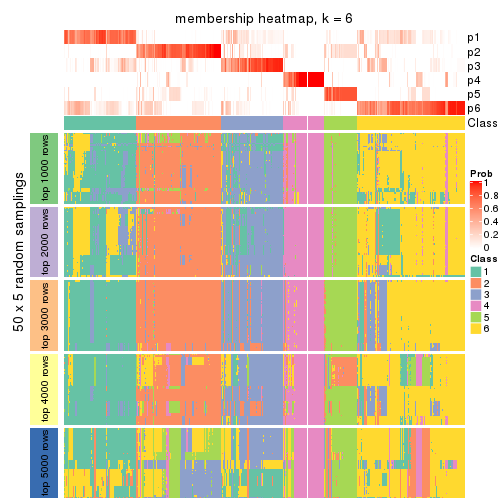 membership heatmap, k = 6
p1
p2
p3
p4
p5
p6
Class
50 x 5 random samplings
top 1000 rows
top 2000 rows
top 3000 rows
top 4000 rows
top 5000 rows
Prob
1
0.8
0.6
0.4
0.2
0
Class
1
2
3
4
5
6